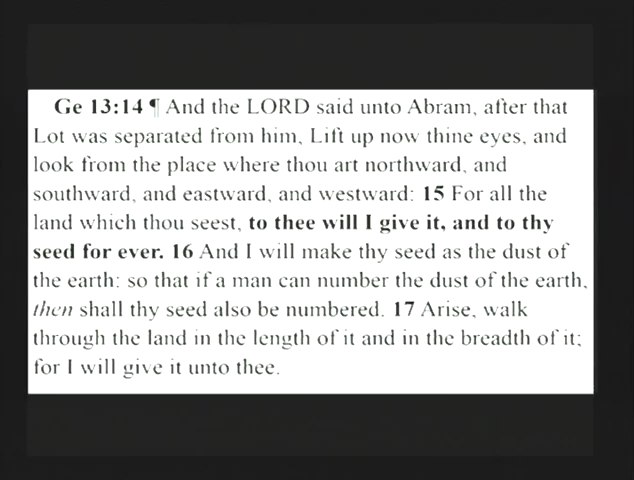 Ge 13:14 ¶ And the LORD said unto Abram, after that
Lot was separated from him, Lift up now thine eyes, and
look from the place where thou art northward, and
southward, and eastward, and westward: 15 For all the
land which thou seest, to thee will I give it, and to thy
seed for ever. 16 And I will make thy seed as the dust of
the earth: so that if a man can number the dust of the earth,
then shall thy seed also be numbered. 17 Arise, walk
through the land in the length of it and in the breadth of it;
for I will give it unto thee.